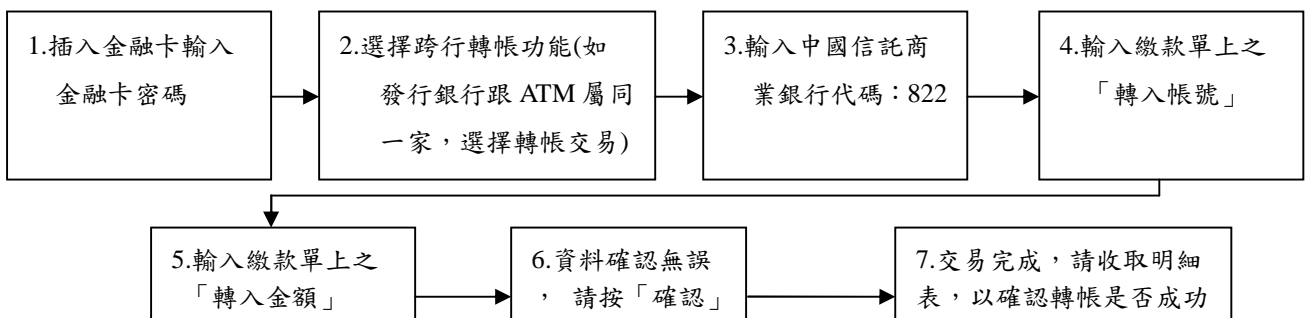 1.插入金融卡輸入
金融卡密碼
2.選擇跨行轉帳功能(如
發行銀行跟 ATM 屬同
一家，選擇轉帳交易)
3.輸入中國信託商
業銀行代碼：822
4.輸入繳款單上之
「轉入帳號」
5.輸入繳款單上之
「轉入金額」
6.資料確認無誤
， 請按「確認」
7.交易完成，請收取明細
表，以確認轉帳是否成功